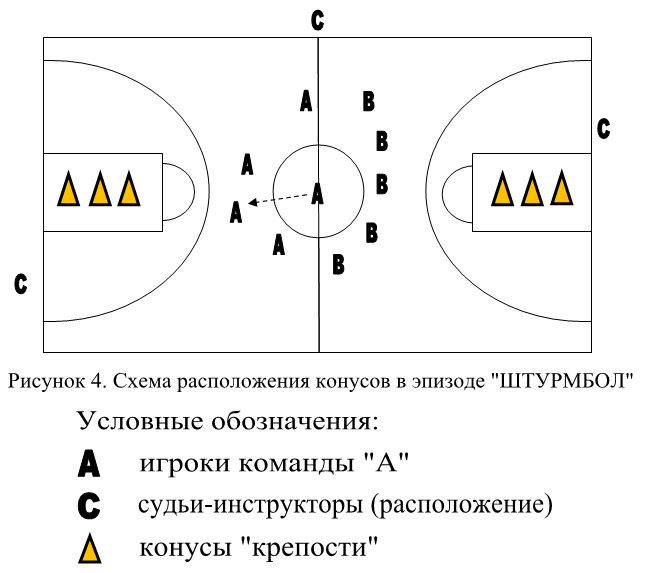 С
А В
В
С
А
В
А А
В
А В
С
Рисунок 4. Схема расположения конусов в эпизоде "ШТУРМБОЛ"
Условные обозначения:
А игроки команды "А"
С судьи-инструкторы (расположение)
конусы "крепости"